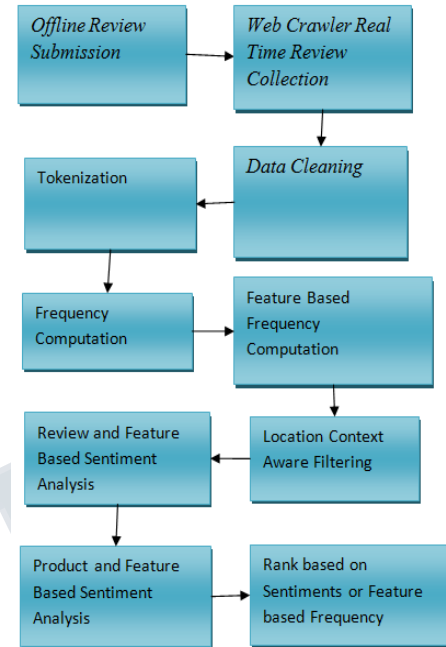 Offline Review
Submission
Web Crawler Real
Time Review
Collection
Data Cleaning
Tokenization
Frequency
Computation
Feature Based
Frequency
Computation
Location Context
Aware Filtering
Review and Feature
Based Sentiment
Analysis
Product and Feature
Based Sentiment
Analysis
Rank based on
Sentiments or Feature
based Frequency